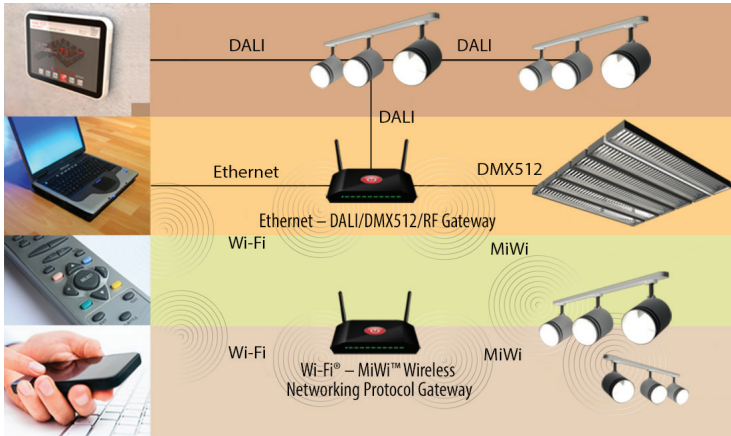 DALI
DALI
DALI
Ethernet
DMX512
Ethernet – DALI/DMX512/RF Gateway
Wi-Fi
MiWi
Wi-Fi
MiWi
Wi-Fi® – MiWi™ Wireless
Networking Protocol Gateway